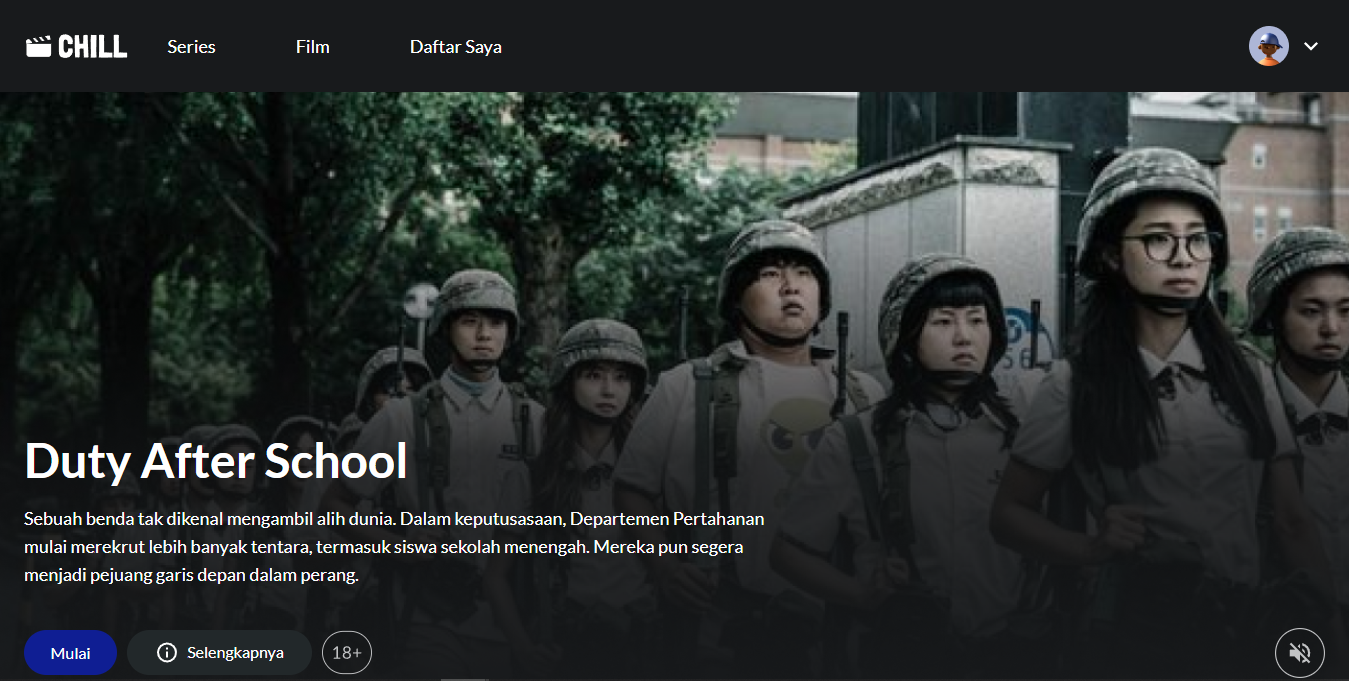 CHILL
Series
Film
Daftar Saya
56
Duty After School
Sebuah benda tak dikenal mengambil alih dunia. Dalam keputusasaan, Departemen Pertahanan
mulai merekrut lebih banyak tentara, termasuk siswa sekolah menengah. Mereka pun segera
menjadi pejuang garis depan dalam perang.
Mulai
Selengkapnya
18+